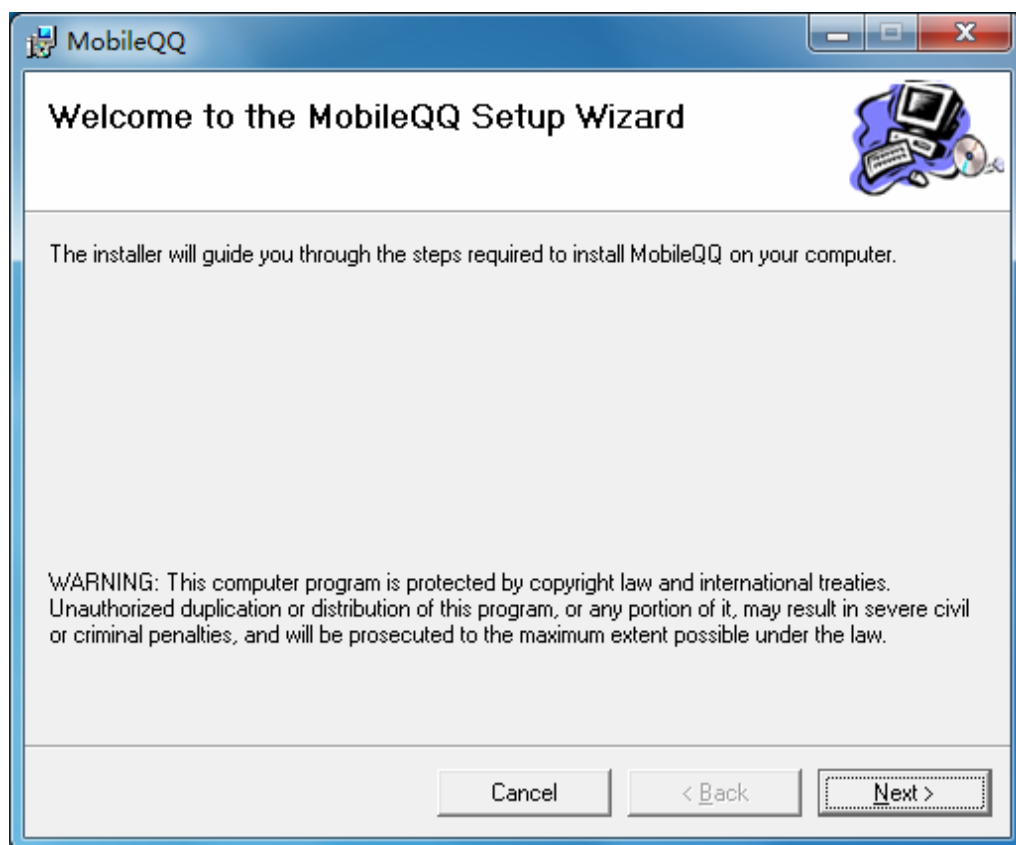 MobileQQ
Welcome to the MobileQQ Setup Wizard
The installer will guide you through the steps required to install MobileQQ on your computer.
WARNING: This computer program is protected by copyright law and international treaties.
Unauthorized duplication or distribution of this program, or any portion of it, may result in severe civil
or criminal penalties, and will be prosecuted to the maximum extent possible under the law.
Cancel
< Back
Next >